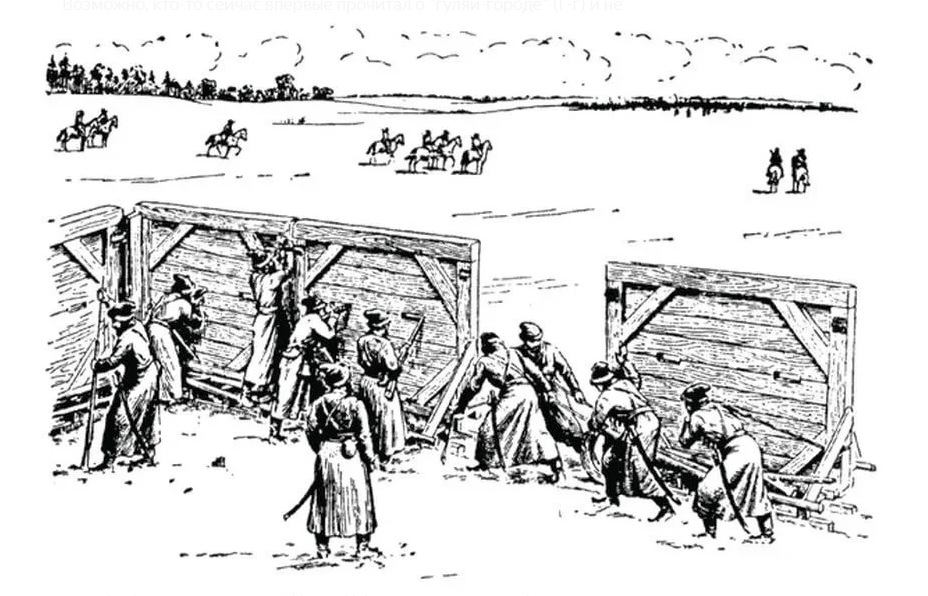 Возможно, кто-то сейчас впервые прочитал о "гуляй-городе" (Г-Г) и не